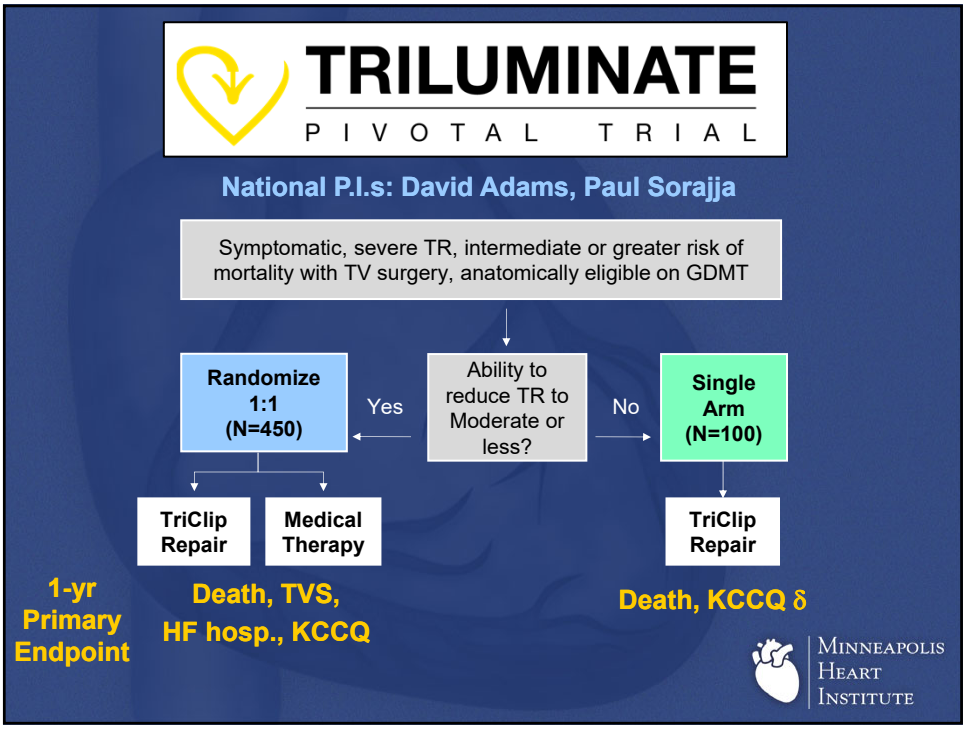 TRILUMINATE
PIVOTAL TRIAL
National P.I.s: David Adams, Paul Sorajja
Symptomatic, severe TR, intermediate or greater risk of
mortality with TV surgery, anatomically eligible on GDMT
Randomize
1:1
(N=450)
Yes
Ability to
reduce TR to
Moderate or
less?
No
Single
Arm
(N=100)
TriClip
Repair
Medical
Therapy
TriClip
Repair
1-yr
Primary
Endpoint
Death, TVS,
HF hosp., KCCQ
Death, KCCQ δ
MINNEAPOLIS
HEART
INSTITUTE